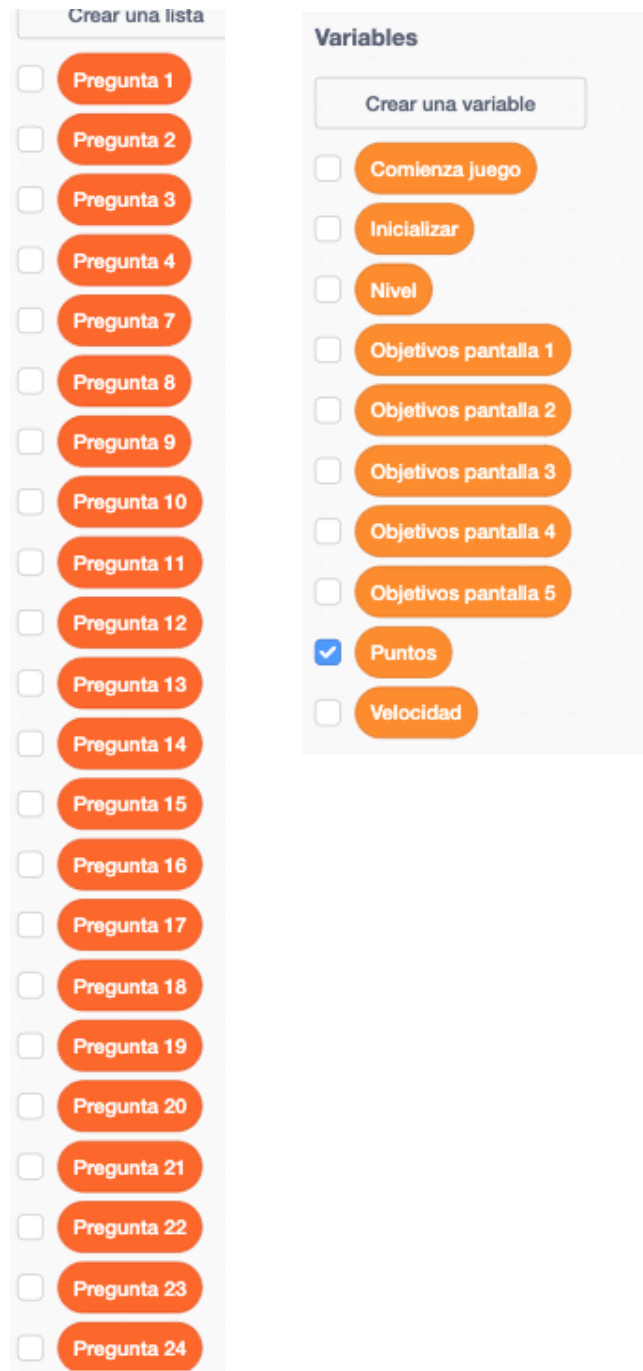 Crear una lista
Pregunta 1
Pregunta 2
Pregunta 3
Pregunta 4
Pregunta 7
Pregunta 8
Pregunta 9
Pregunta 10
Pregunta 11
Pregunta 12
Pregunta 13
Pregunta 14
Pregunta 15
Pregunta 16
Pregunta 17
Pregunta 18
Pregunta 19
Pregunta 20
Pregunta 21
Pregunta 22
Pregunta 23
Pregunta 24
Variables
Crear una variable
Comienza juego
Inicializar
Nivel
Objetivos pantalla 1
Objetivos pantalla 2
Objetivos pantalla 3
Objetivos pantalla 4
Objetivos pantalla 5
Puntos
Velocidad